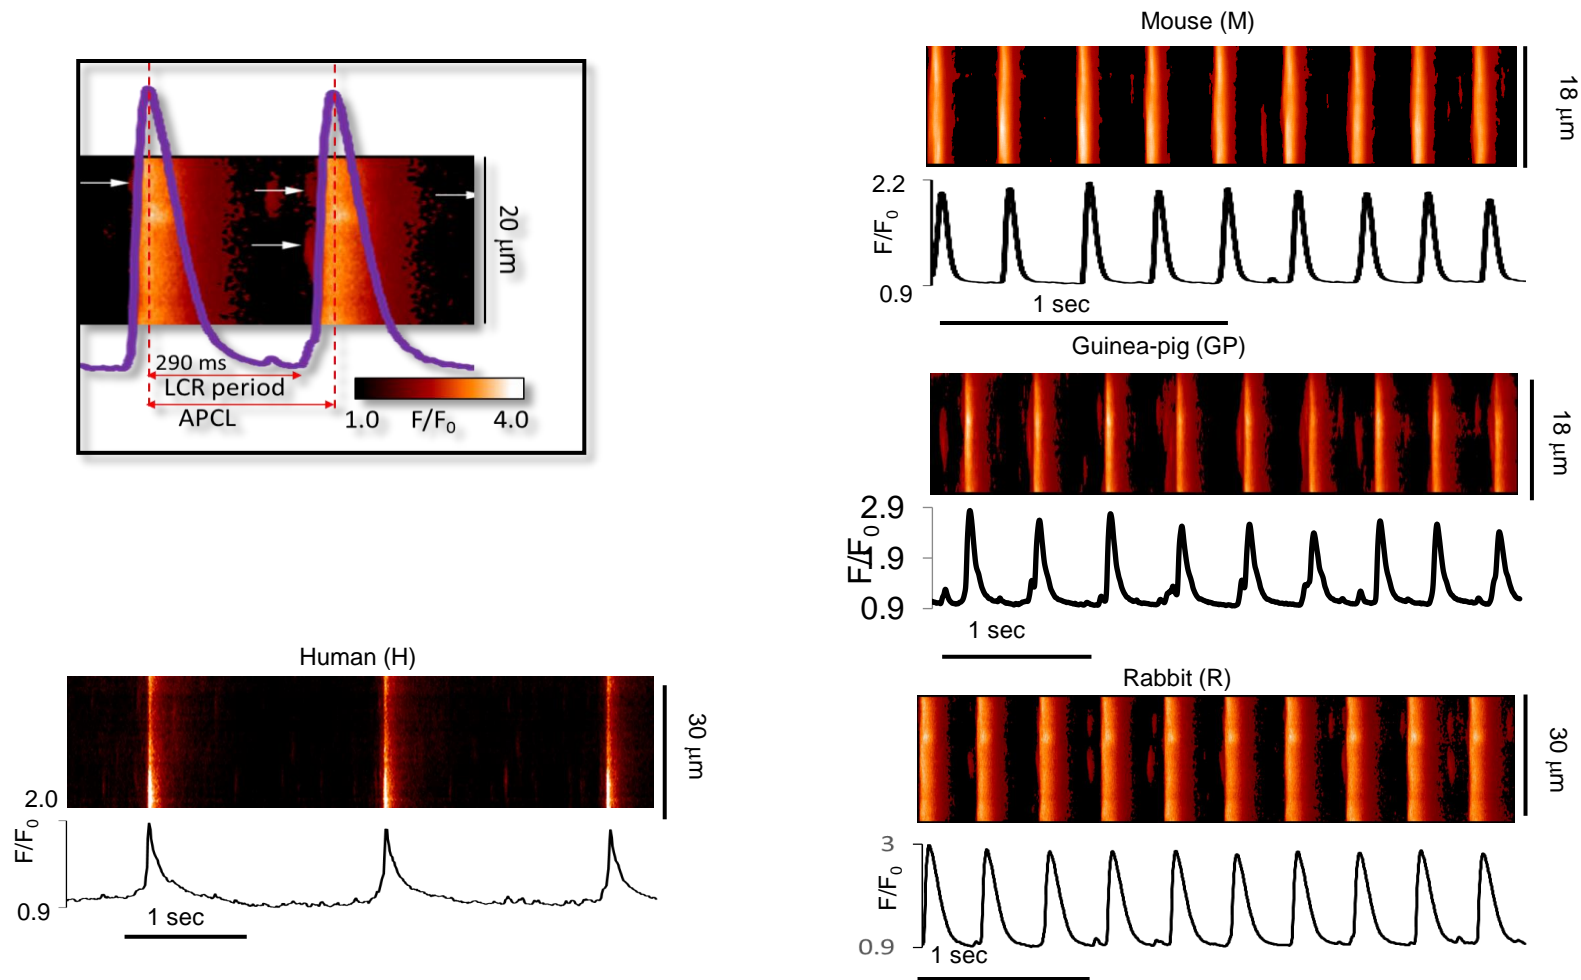 20 μm
290 ms
LCR period
APCL
1.0 F/F0 4.0
Human (H)
30 μm
2.0
F/F0
0.9
1 sec
Mouse (M)
18 μm
2.2
F/F0
0.9
1 sec
Guinea-pig (GP)
18 μm
2.9
F/F0
1.9
0.9
1 sec
Rabbit (R)
30 μm
3
F/F0
0.9
1 sec